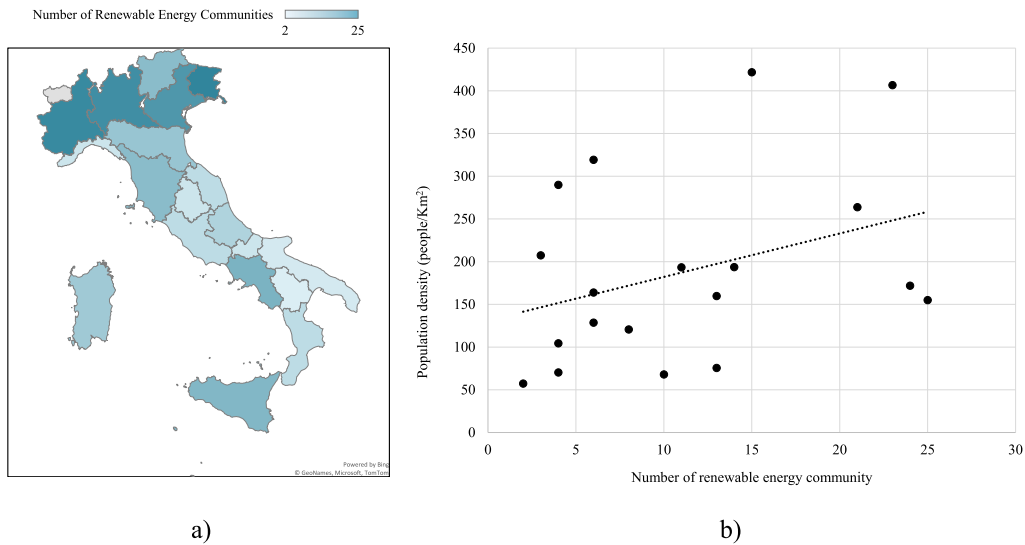 Number of Renewable Energy Communities
2 25
Powered by Bing
© GeoNames, Microsoft, TomTom
a)
Population density (people/Km²)
450
400
350
300
250
200
150
100
50
0
0 5 10 15 20 25 30
Number of renewable energy community
b)